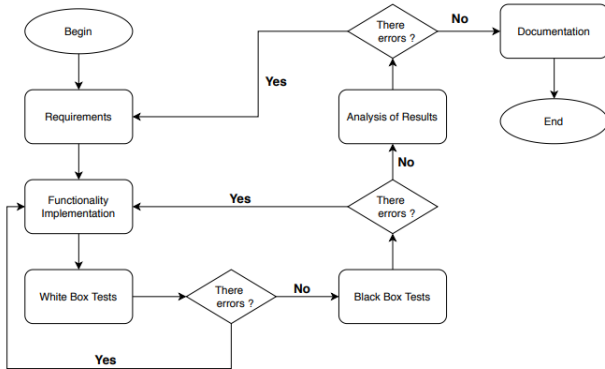 Begin
There
errors ?
No
Documentation
Yes
Requirements
Analysis of Results
End
No
Functionality
Implementation
Yes
There
errors?
White Box Tests
There
errors ?
No
Black Box Tests
Yes